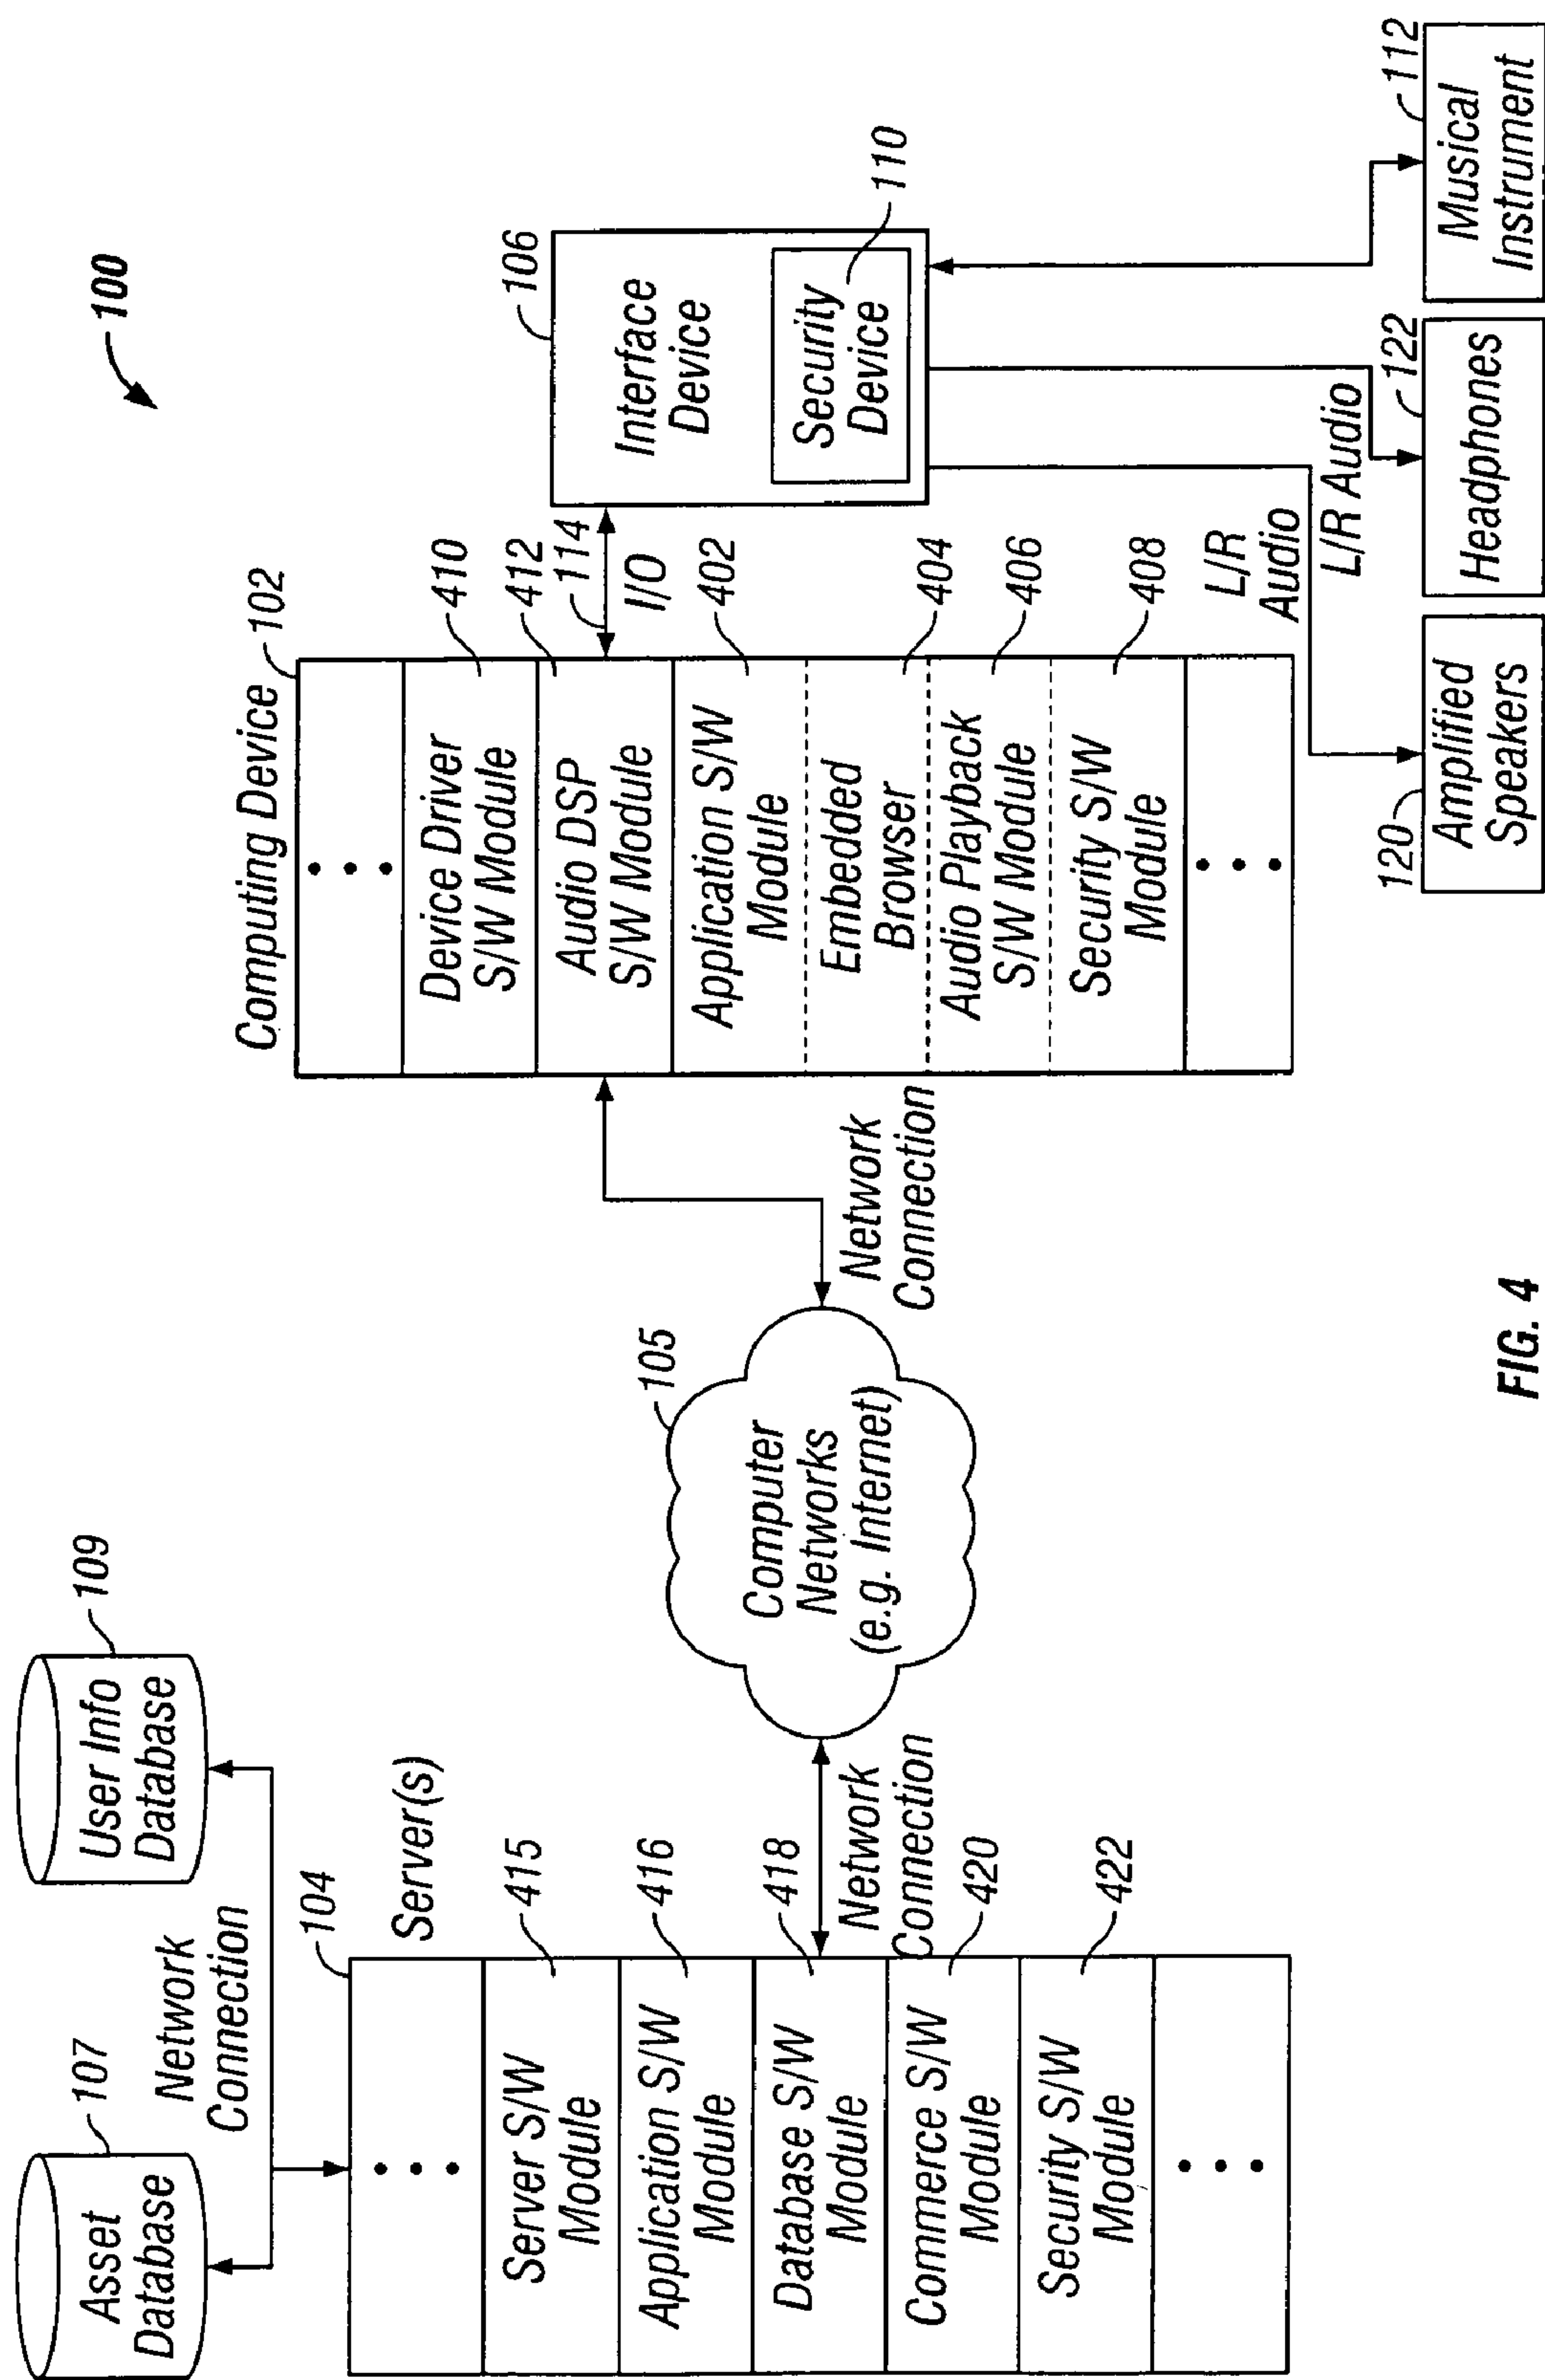 100
Asset
Database
107
User Info
Database
109
Network
Connection
104
Server(s)
Server S/W
Module
415
Application S/W
Module
416
Database S/W
Module
418
Commerce S/W
Module
420
Security S/W
Module
422
Network
Connection
Computer
Networks
(e.g. Internet)
105
Network
Connection
Computing Device
102
Device Driver
S/W Module
410
Audio DSP
S/W Module
412
Application S/W
Module
402
Embedded
Browser
404
Audio Playback
S/W Module
406
Security S/W
Module
408
114
I/O
Interface
Device
106
Security
Device
110
L/R
Audio
L/R Audio
120
Amplified
Speakers
Headphones
122
Musical
Instrument
112
FIG. 4